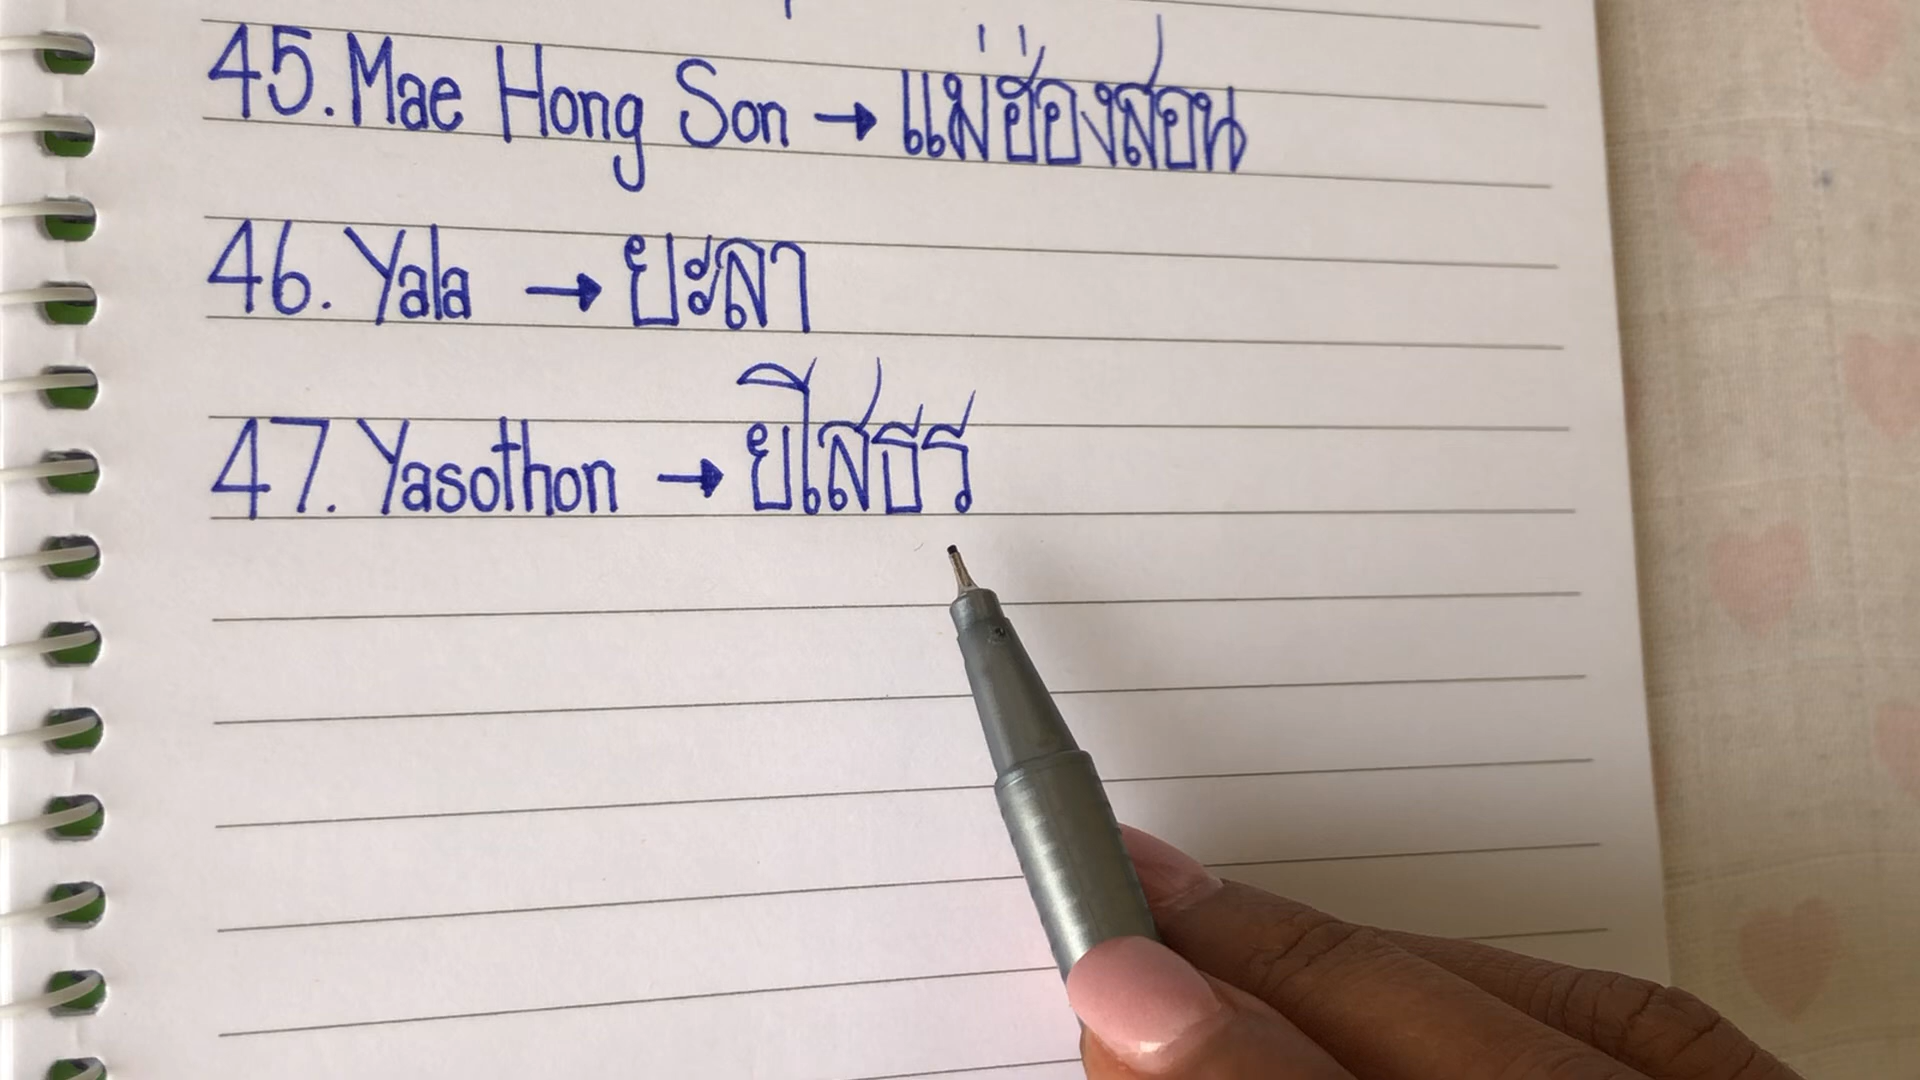 45. Mae Hong Son → แม่ฮ่องสอน
46. Yala → ยะลา
47. Yasothon → ยโสธร